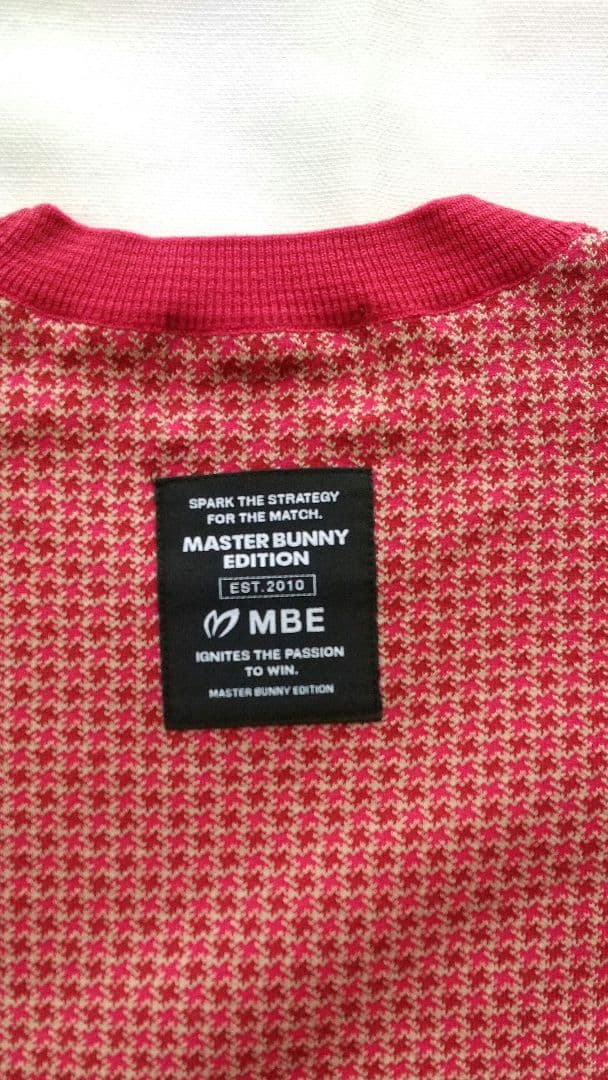 SPARK THE STRATEGY
FOR THE MATCH.
MASTER BUNNY
EDITION
EST.2010
MBE
IGNITES THE PASSION
TO WIN.
MASTER BUNNY EDITION